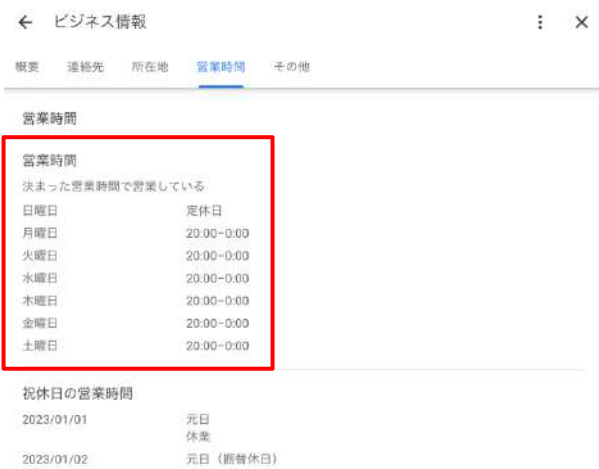 ← ビジネス情報
概要 連絡先 所在地 営業時間 その他
営業時間
営業時間
決まった営業時間で営業している
日曜日 定休日
月曜日 20:00–0:00
火曜日 20:00–0:00
水曜日 20:00–0:00
木曜日 20:00–0:00
金曜日 20:00–0:00
土曜日 20:00–0:00
祝休日の営業時間
2023/01/01 元日
休業
2023/01/02 元日（振替休日）